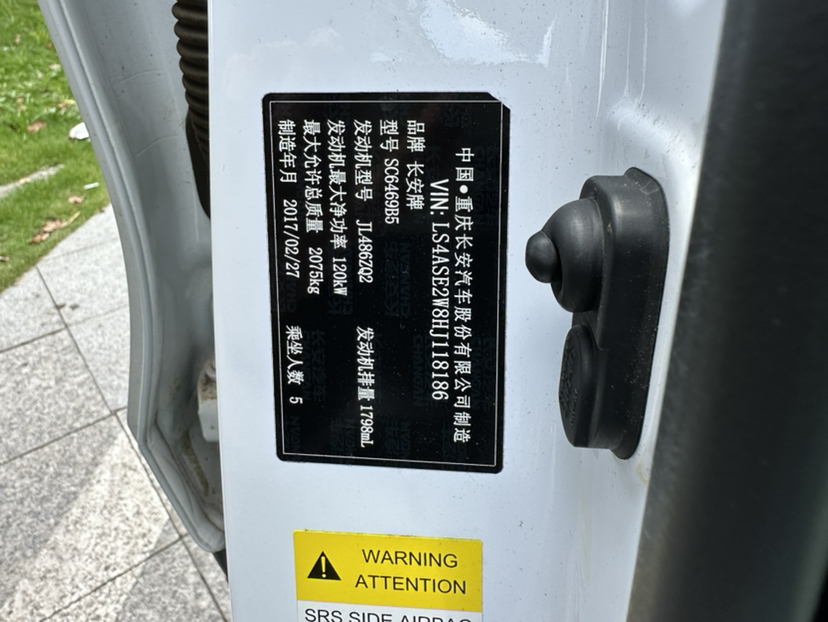 中国●重庆长安汽车股份有限公司制造
VIN: LS4ASE2W8HJ118186
品牌 长安牌
型号 SC6469B5
发动机型号 JL486ZQ2 发动机排量 1798mL
发动机最大净功率 120kW
最大允许总质量 2075kg
制造年月 2017/02/27 乘坐人数 5
WARNING
ATTENTION
SRS SIDE AIRBAG